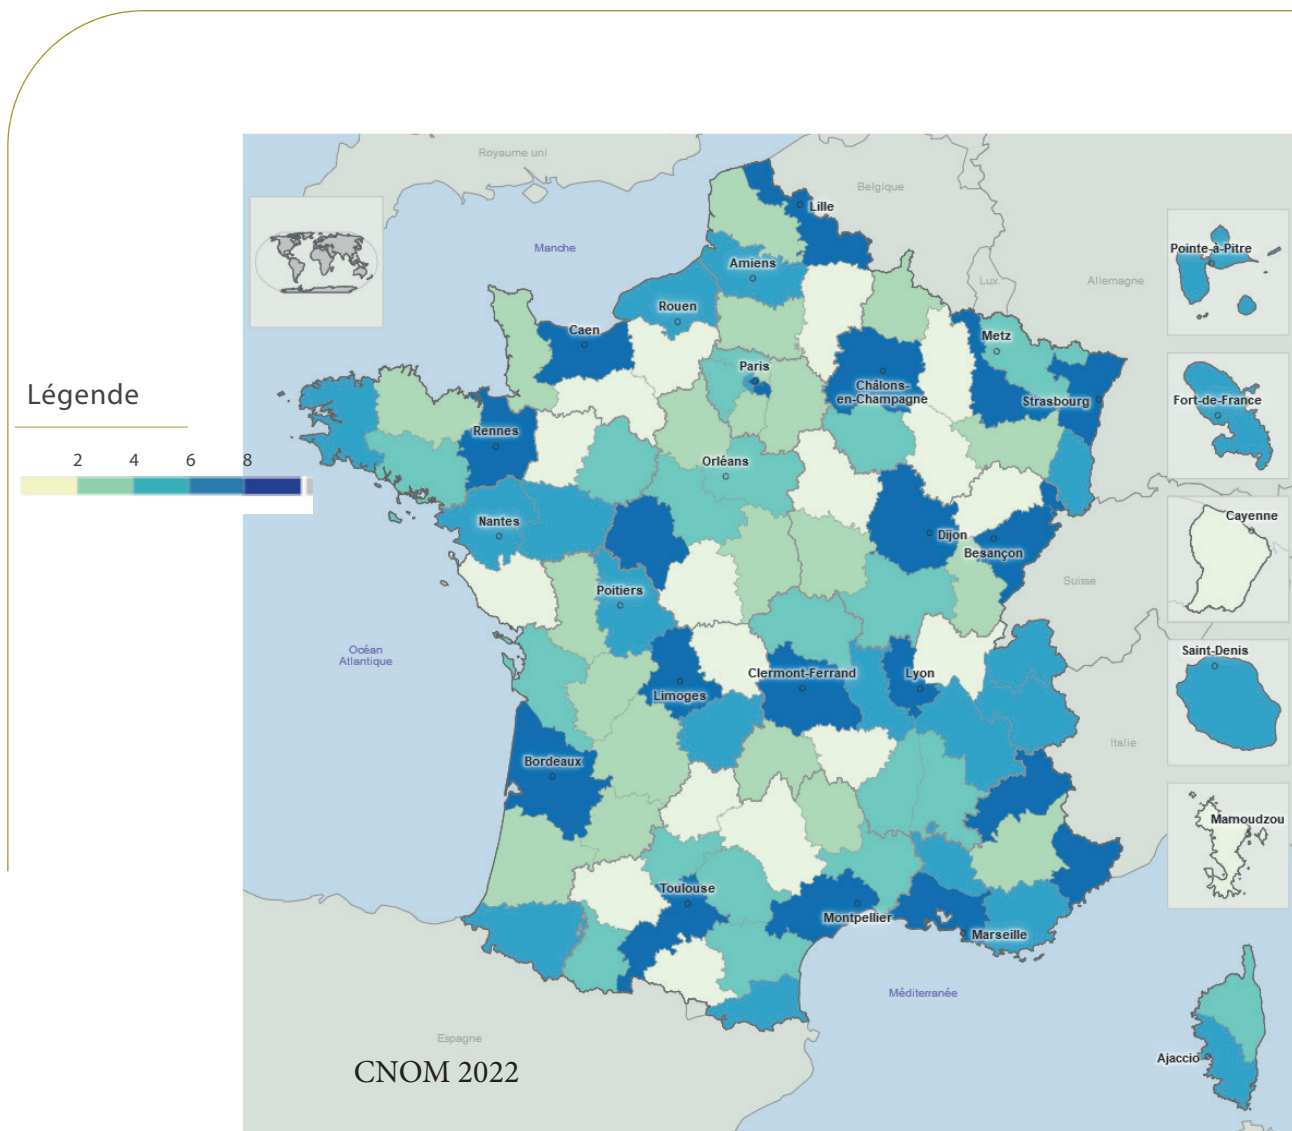 Royaume uni
Belgique
Lille
Manche
Pointe-à-Pitre
Amiens
Lux.
Allemagne
Rouen
Caen
Metz
Paris
Châlons-
en-Champagne
Légende
Strasbourg
Fort-de-France
Rennes
2 4 6 8
Orléans
Cayenne
Nantes
Dijon
Besançon
Suisse
Poitiers
Océan
Atlantique
Saint-Denis
Clermont-Ferrand
Lyon
Limoges
Italie
Bordeaux
Mamoudzou
Toulouse
Montpellier
Marseille
Méditerranée
Espagne
Ajaccio
CNOM 2022